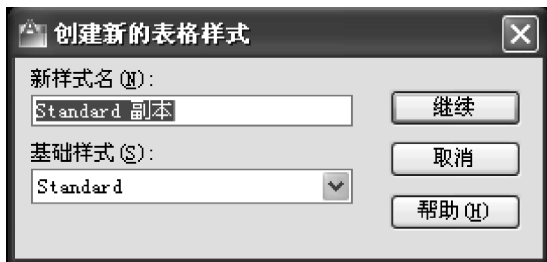 创建新的表格样式
新样式名(N):
Standard 副本
继续
基础样式(S):
取消
Standard
帮助(H)